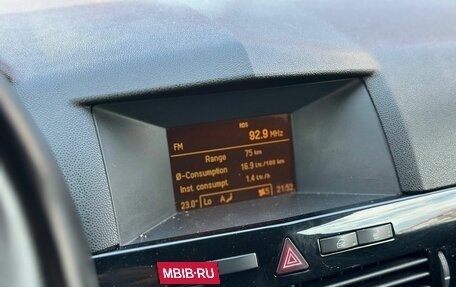 RDS
FM 92.9 MHz
Range 75 km
Ø-Consumption 16.9 Ltr./100 km
Inst consumpt 1.4 Ltr./h
23.0° Lo A 21:52
MBIB-RU